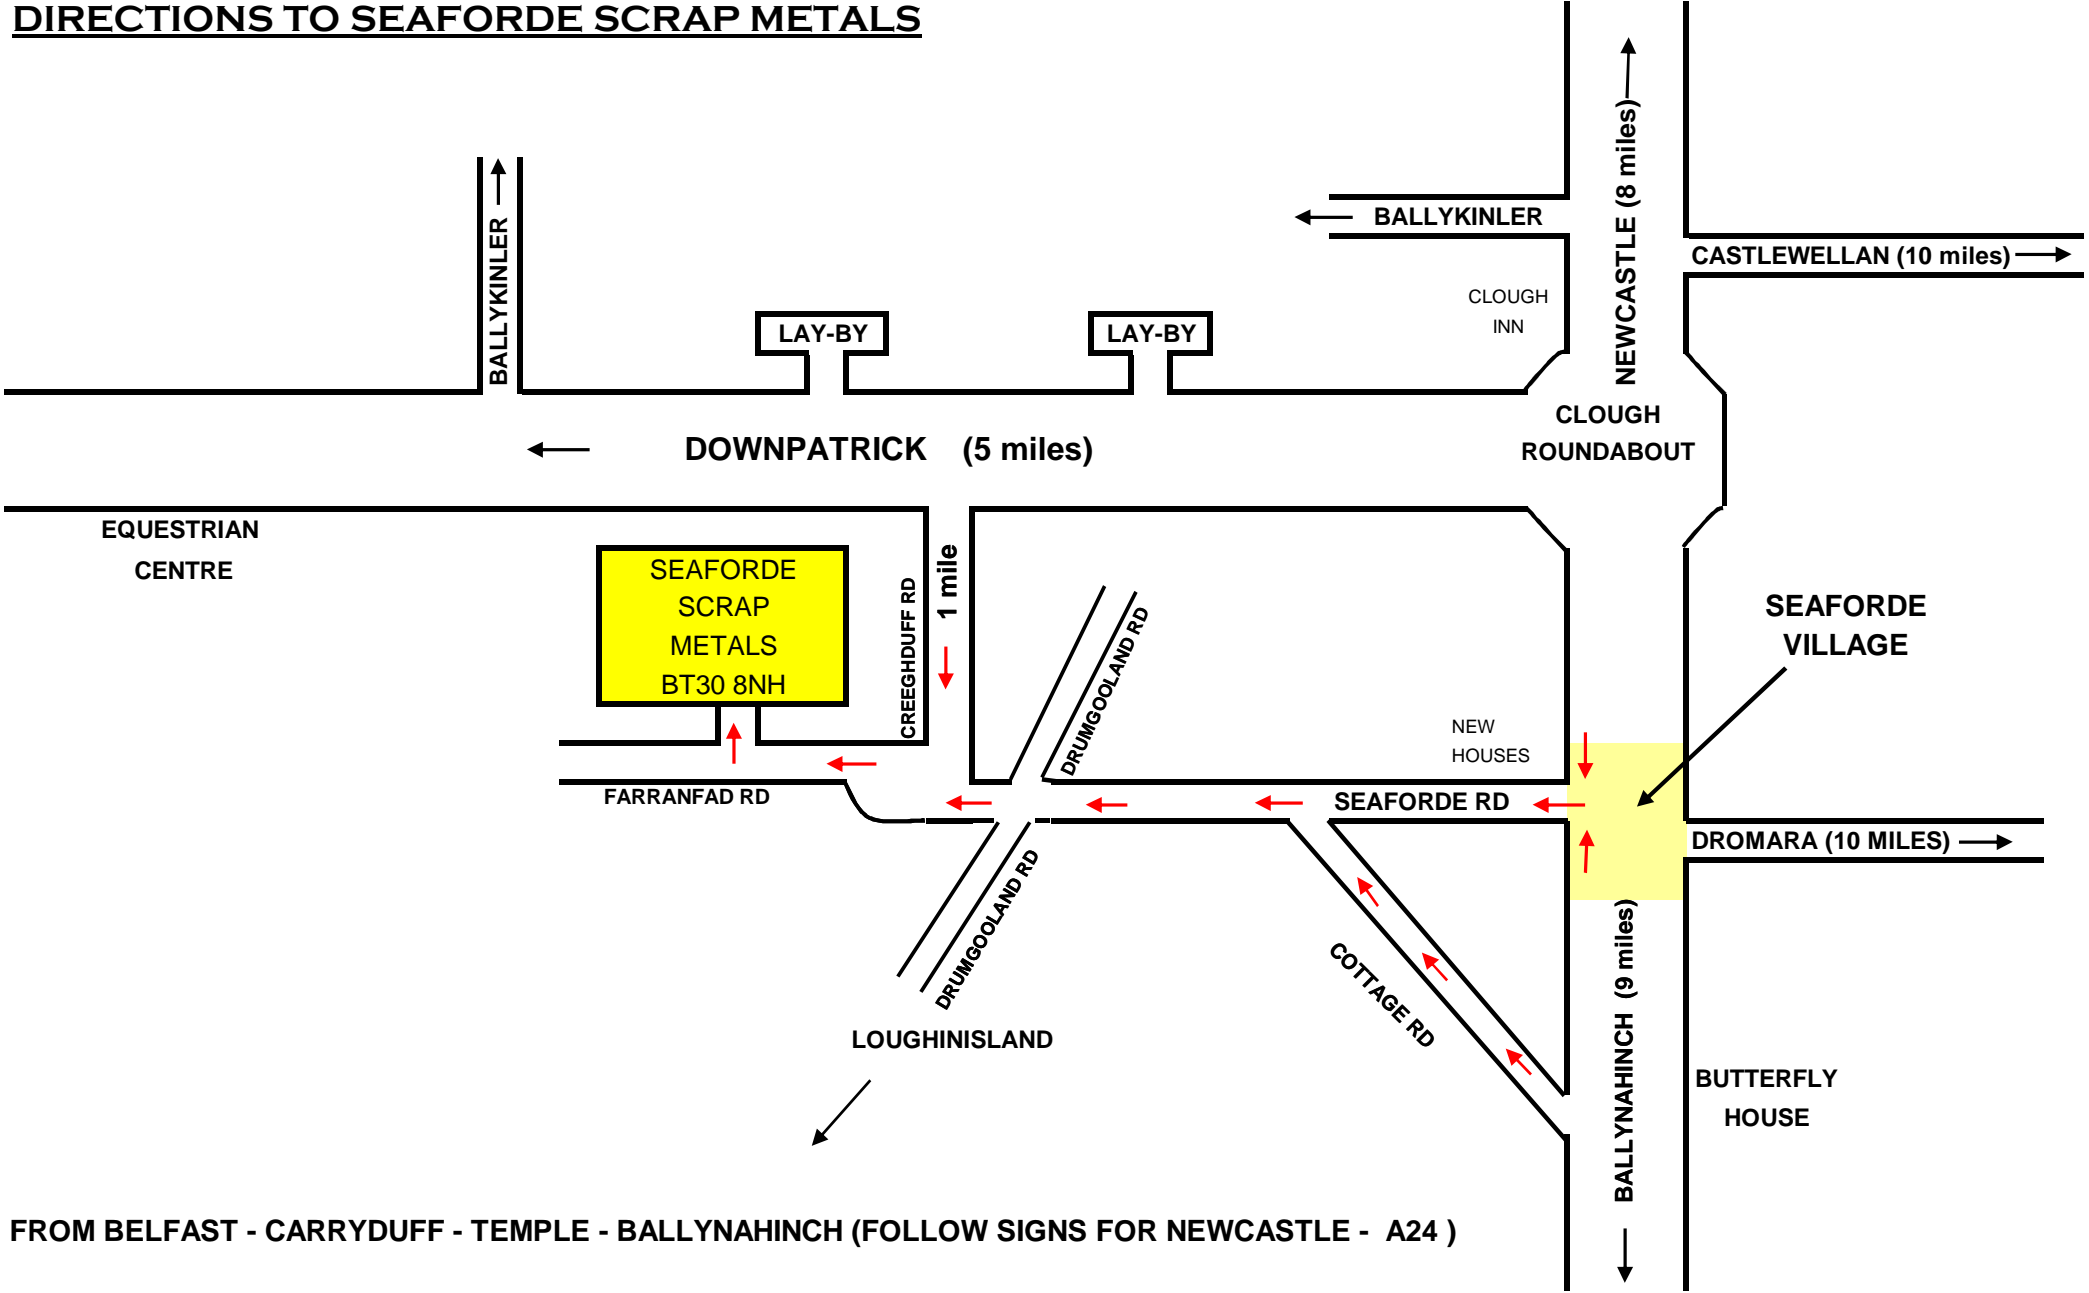 DIRECTIONS TO SEAFORDE SCRAP METALS
NEWCASTLE (8 miles)
BALLYKINLER
BALLYKINLER
CASTLEWELLAN (10 miles)
CLOUGH
INN
LAY-BY
LAY-BY
CLOUGH
ROUNDABOUT
DOWNPATRICK (5 miles)
EQUESTRIAN
CENTRE
SEAFORDE
SCRAP
METALS
BT30 8NH
CREEGHDUFF RD
1 mile
DRUMGOOLAND RD
SEAFORDE
VILLAGE
NEW
HOUSES
FARRANFAD RD
SEAFORDE RD
DROMARA (10 MILES)
DRUMGOOLAND RD
COTTAGE RD
BALLYNAHINCH (9 miles)
LOUGHINISLAND
BUTTERFLY
HOUSE
FROM BELFAST - CARRYDUFF - TEMPLE - BALLYNAHINCH (FOLLOW SIGNS FOR NEWCASTLE - A24 )